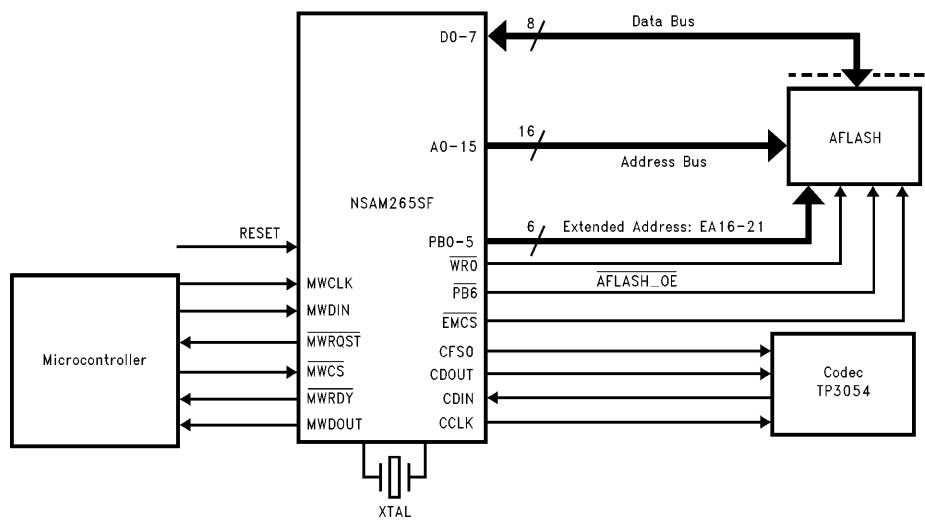 8
Data Bus
D0-7
16
A0-15
Address Bus
AFLASH
NSAM265SF
RESET
6
Extended Address: EA16-21
PB0-5
WR0
MWCLK
AFLASH_OE
PB6
MWDIN
EMCS
MWRQST
CFS0
Microcontroller
MWCS
CDOUT
Codec
TP3054
MWRDY
CDIN
MWDOUT
CCLK
XTAL